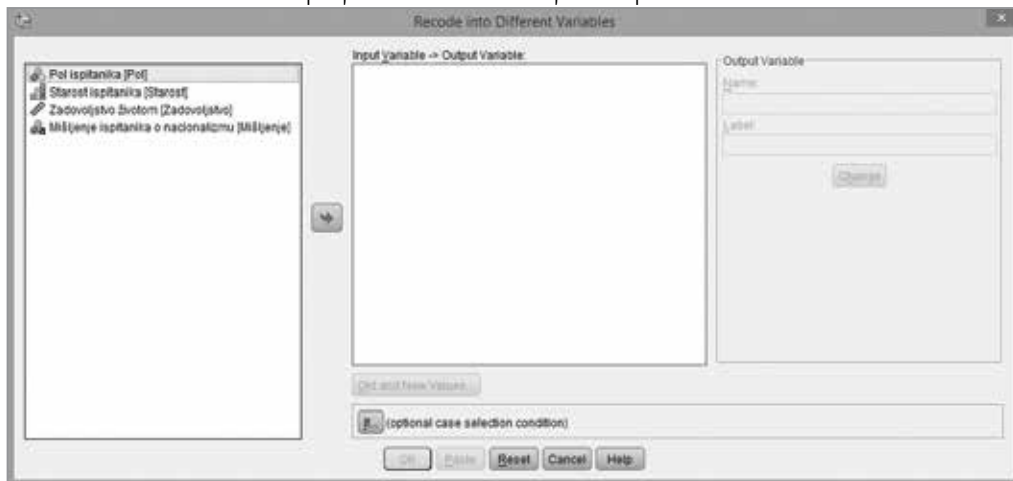 Recode into Different Variables
Pol ispitanika [Pol]
Starost ispitanika [Starost]
Zadovoljstvo životom [Zadovoljstvo]
Mišljenje ispitanika o nacionalizmu [Mišljenje]
Input Variable -> Output Variable:
Output Variable
Name:
Label:
Change
Old and New Values...
If... (optional case selection condition)
OK Paste Reset Cancel Help